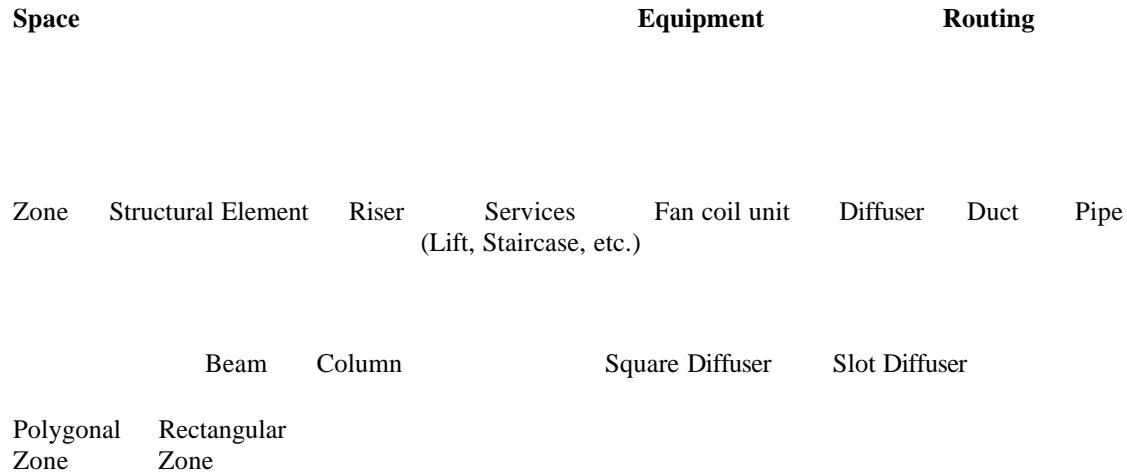 Space Equipment Routing
Zone Structural Element Riser Services Fan coil unit Diffuser Duct Pipe
(Lift, Staircase, etc.)
Beam Column Square Diffuser Slot Diffuser
Polygonal Rectangular
Zone Zone